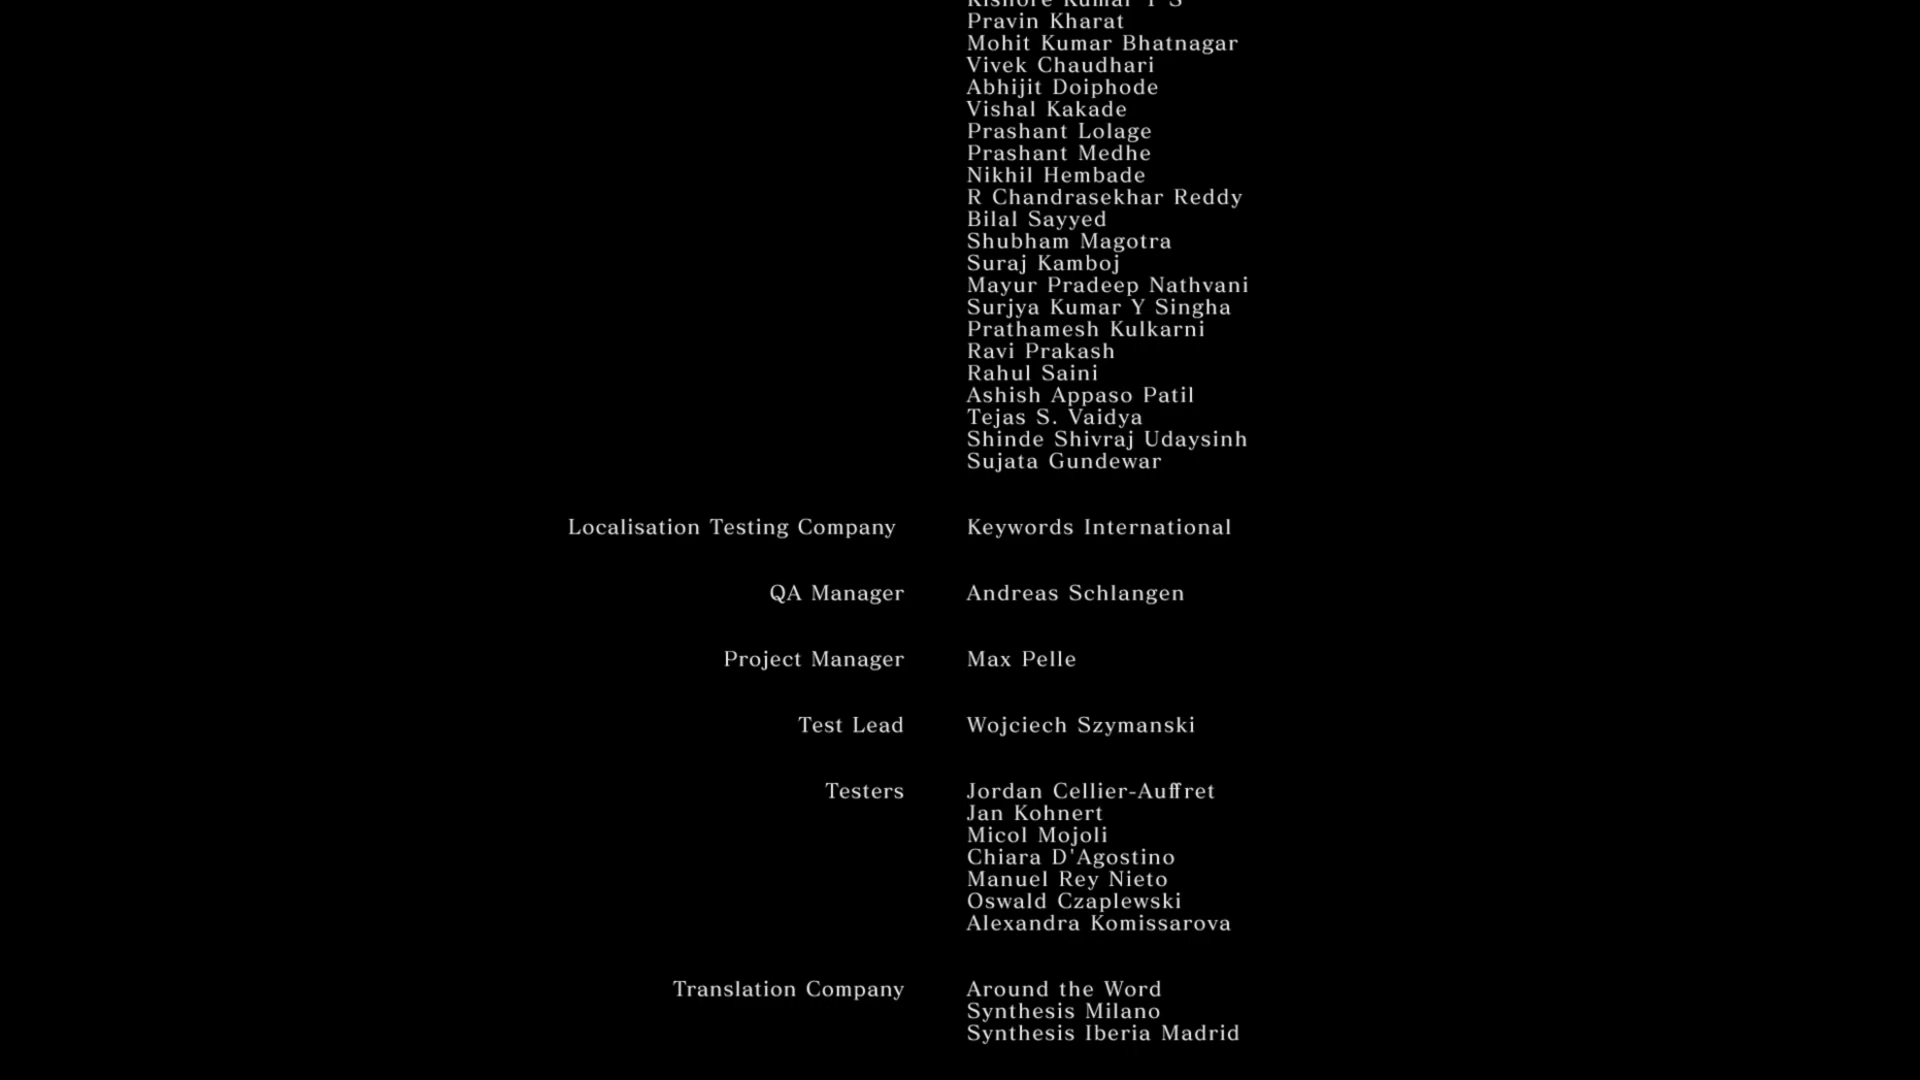 Pravin Kharat
Mohit Kumar Bhatnagar
Vivek Chaudhari
Abhijit Doiphode
Vishal Kakade
Prashant Lolage
Prashant Medhe
Nikhil Hembade
R Chandrasekhar Reddy
Bilal Sayyed
Shubham Magotra
Suraj Kamboj
Mayur Pradeep Nathvani
Surjya Kumar Y Singha
Prathamesh Kulkarni
Ravi Prakash
Rahul Saini
Ashish Appaso Patil
Tejas S. Vaidya
Shinde Shivraj Udaysinh
Sujata Gundewar
Localisation Testing Company Keywords International
QA Manager Andreas Schlangen
Project Manager Max Pelle
Test Lead Wojciech Szymanski
Testers Jordan Cellier-Auffret
Jan Kohnert
Micol Mojoli
Chiara D'Agostino
Manuel Rey Nieto
Oswald Czaplewski
Alexandra Komissarova
Translation Company Around the Word
Synthesis Milano
Synthesis Iberia Madrid